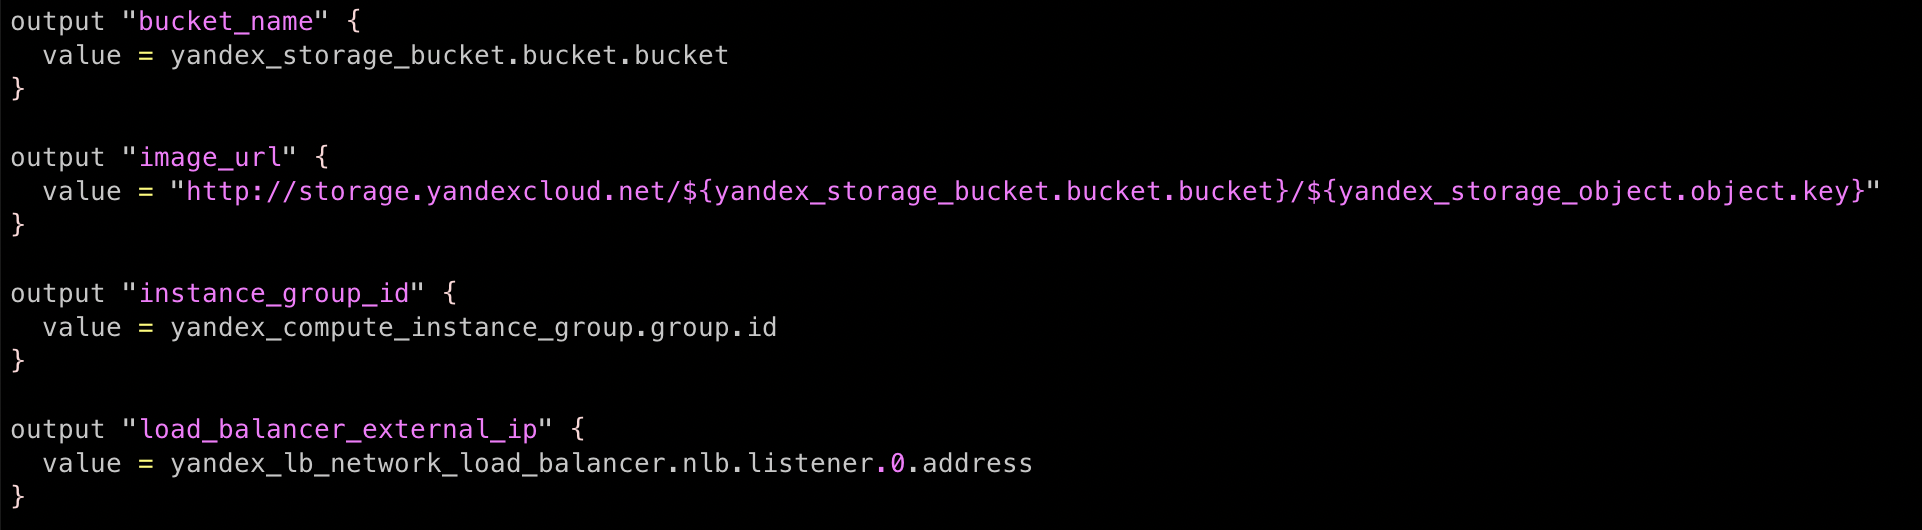 output "bucket_name" {
  value = yandex_storage_bucket.bucket.bucket
}

output "image_url" {
  value = "http://storage.yandexcloud.net/${yandex_storage_bucket.bucket.bucket}/${yandex_storage_object.object.key}"
}

output "instance_group_id" {
  value = yandex_compute_instance_group.group.id
}

output "load_balancer_external_ip" {
  value = yandex_lb_network_load_balancer.nlb.listener.0.address
}